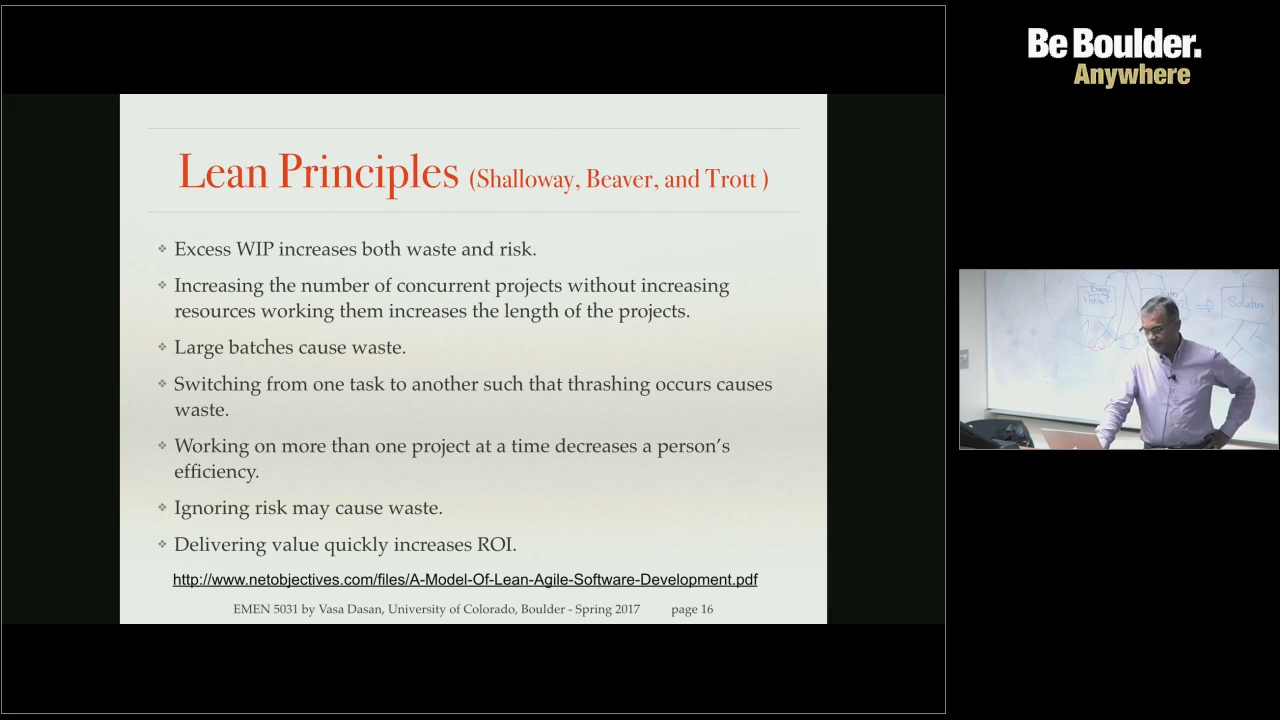 Be Boulder.
Anywhere
Lean Principles (Shalloway, Beaver, and Trott )
❖ Excess WIP increases both waste and risk.
❖ Increasing the number of concurrent projects without increasing
resources working them increases the length of the projects.
❖ Large batches cause waste.
❖ Switching from one task to another such that thrashing occurs causes
waste.
❖ Working on more than one project at a time decreases a person’s
efficiency.
❖ Ignoring risk may cause waste.
❖ Delivering value quickly increases ROI.
http://www.netobjectives.com/files/A-Model-Of-Lean-Agile-Software-Development.pdf
EMEN 5031 by Vasa Dasan, University of Colorado, Boulder - Spring 2017 page 16
Solution